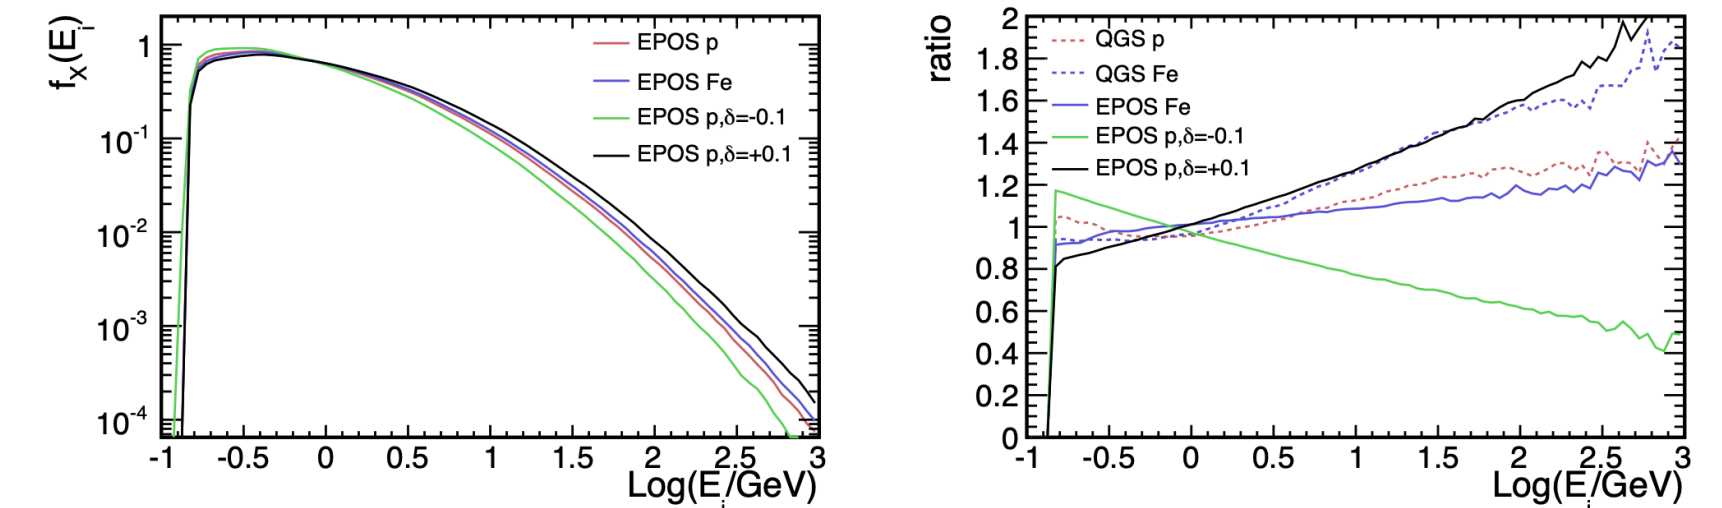 f_X(E_i)
1
10^-1
10^-2
10^-3
10^-4
EPOS p
EPOS Fe
EPOS p,δ=-0.1
EPOS p,δ=+0.1
-1 -0.5 0 0.5 1 1.5 2 2.5 3
Log(E_i/GeV)
ratio
2
1.8
1.6
1.4
1.2
1
0.8
0.6
0.4
0.2
0
QGS p
QGS Fe
EPOS Fe
EPOS p,δ=-0.1
EPOS p,δ=+0.1
-1 -0.5 0 0.5 1 1.5 2 2.5 3
Log(E_i/GeV)